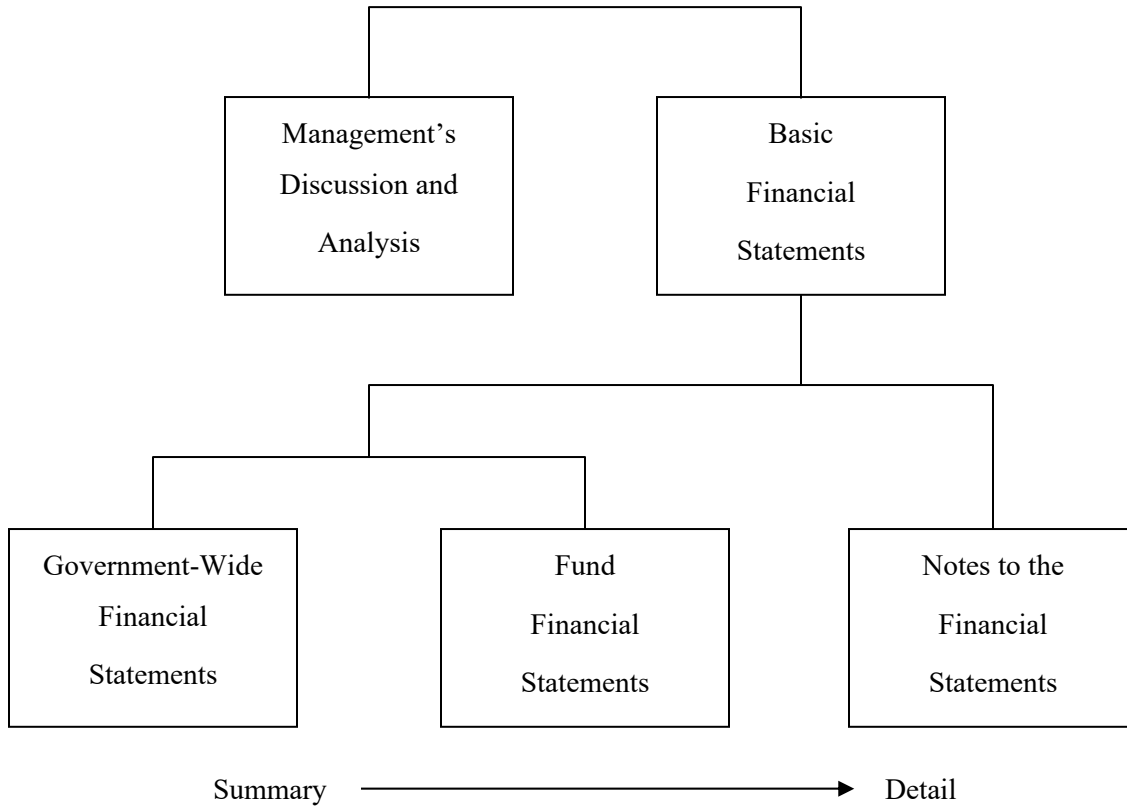 Management’s
Discussion and
Analysis
Basic
Financial
Statements
Government-Wide
Financial
Statements
Fund
Financial
Statements
Notes to the
Financial
Statements
Summary
Detail